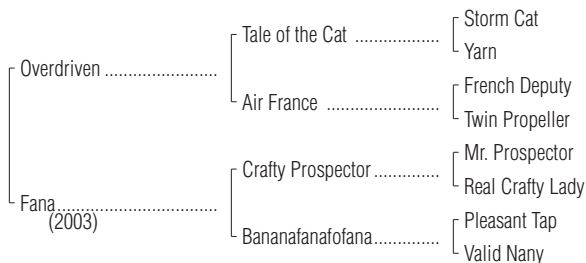 Storm Cat
Tale of the Cat ..................
Yarn
Overdriven ........................
French Deputy
Air France ........................
Twin Propeller
Mr. Prospector
Crafty Prospector ..............
Real Crafty Lady
Fana..................................
(2003)
Pleasant Tap
Bananafanafofana..............
Valid Nany